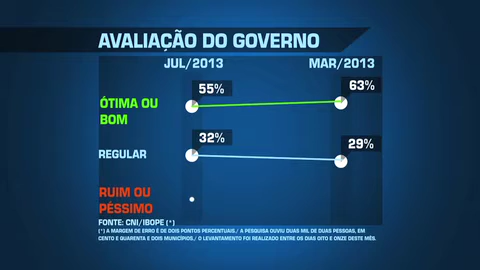 AVALIAÇÃO DO GOVERNO
JUL/2013 MAR/2013
55% 63%
ÓTIMA OU
BOM
32% 29%
REGULAR
RUIM OU
PÉSSIMO
FONTE: CNI/IBOPE (*)
(*) A MARGEM DE ERRO É DE DOIS PONTOS PERCENTUAIS./ A PESQUISA OUVIU DUAS MIL DE DUAS PESSOAS, EM
CENTO E QUARENTA E DOIS MUNICÍPIOS./ O LEVANTAMENTO FOI REALIZADO ENTRE OS DIAS OITO E ONZE DESTE MÊS.